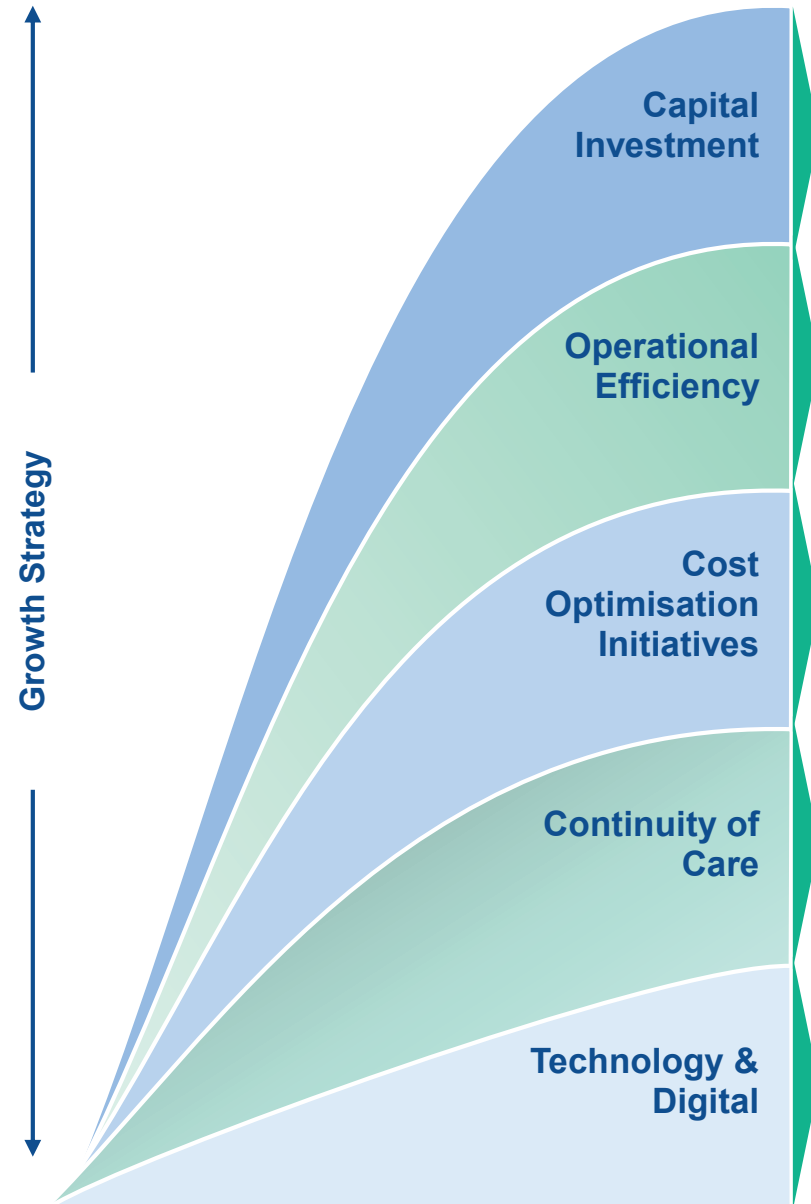 Growth Strategy
Capital
Investment
Operational
Efficiency
Cost
Optimisation
Initiatives
Continuity of
Care
Technology &
Digital